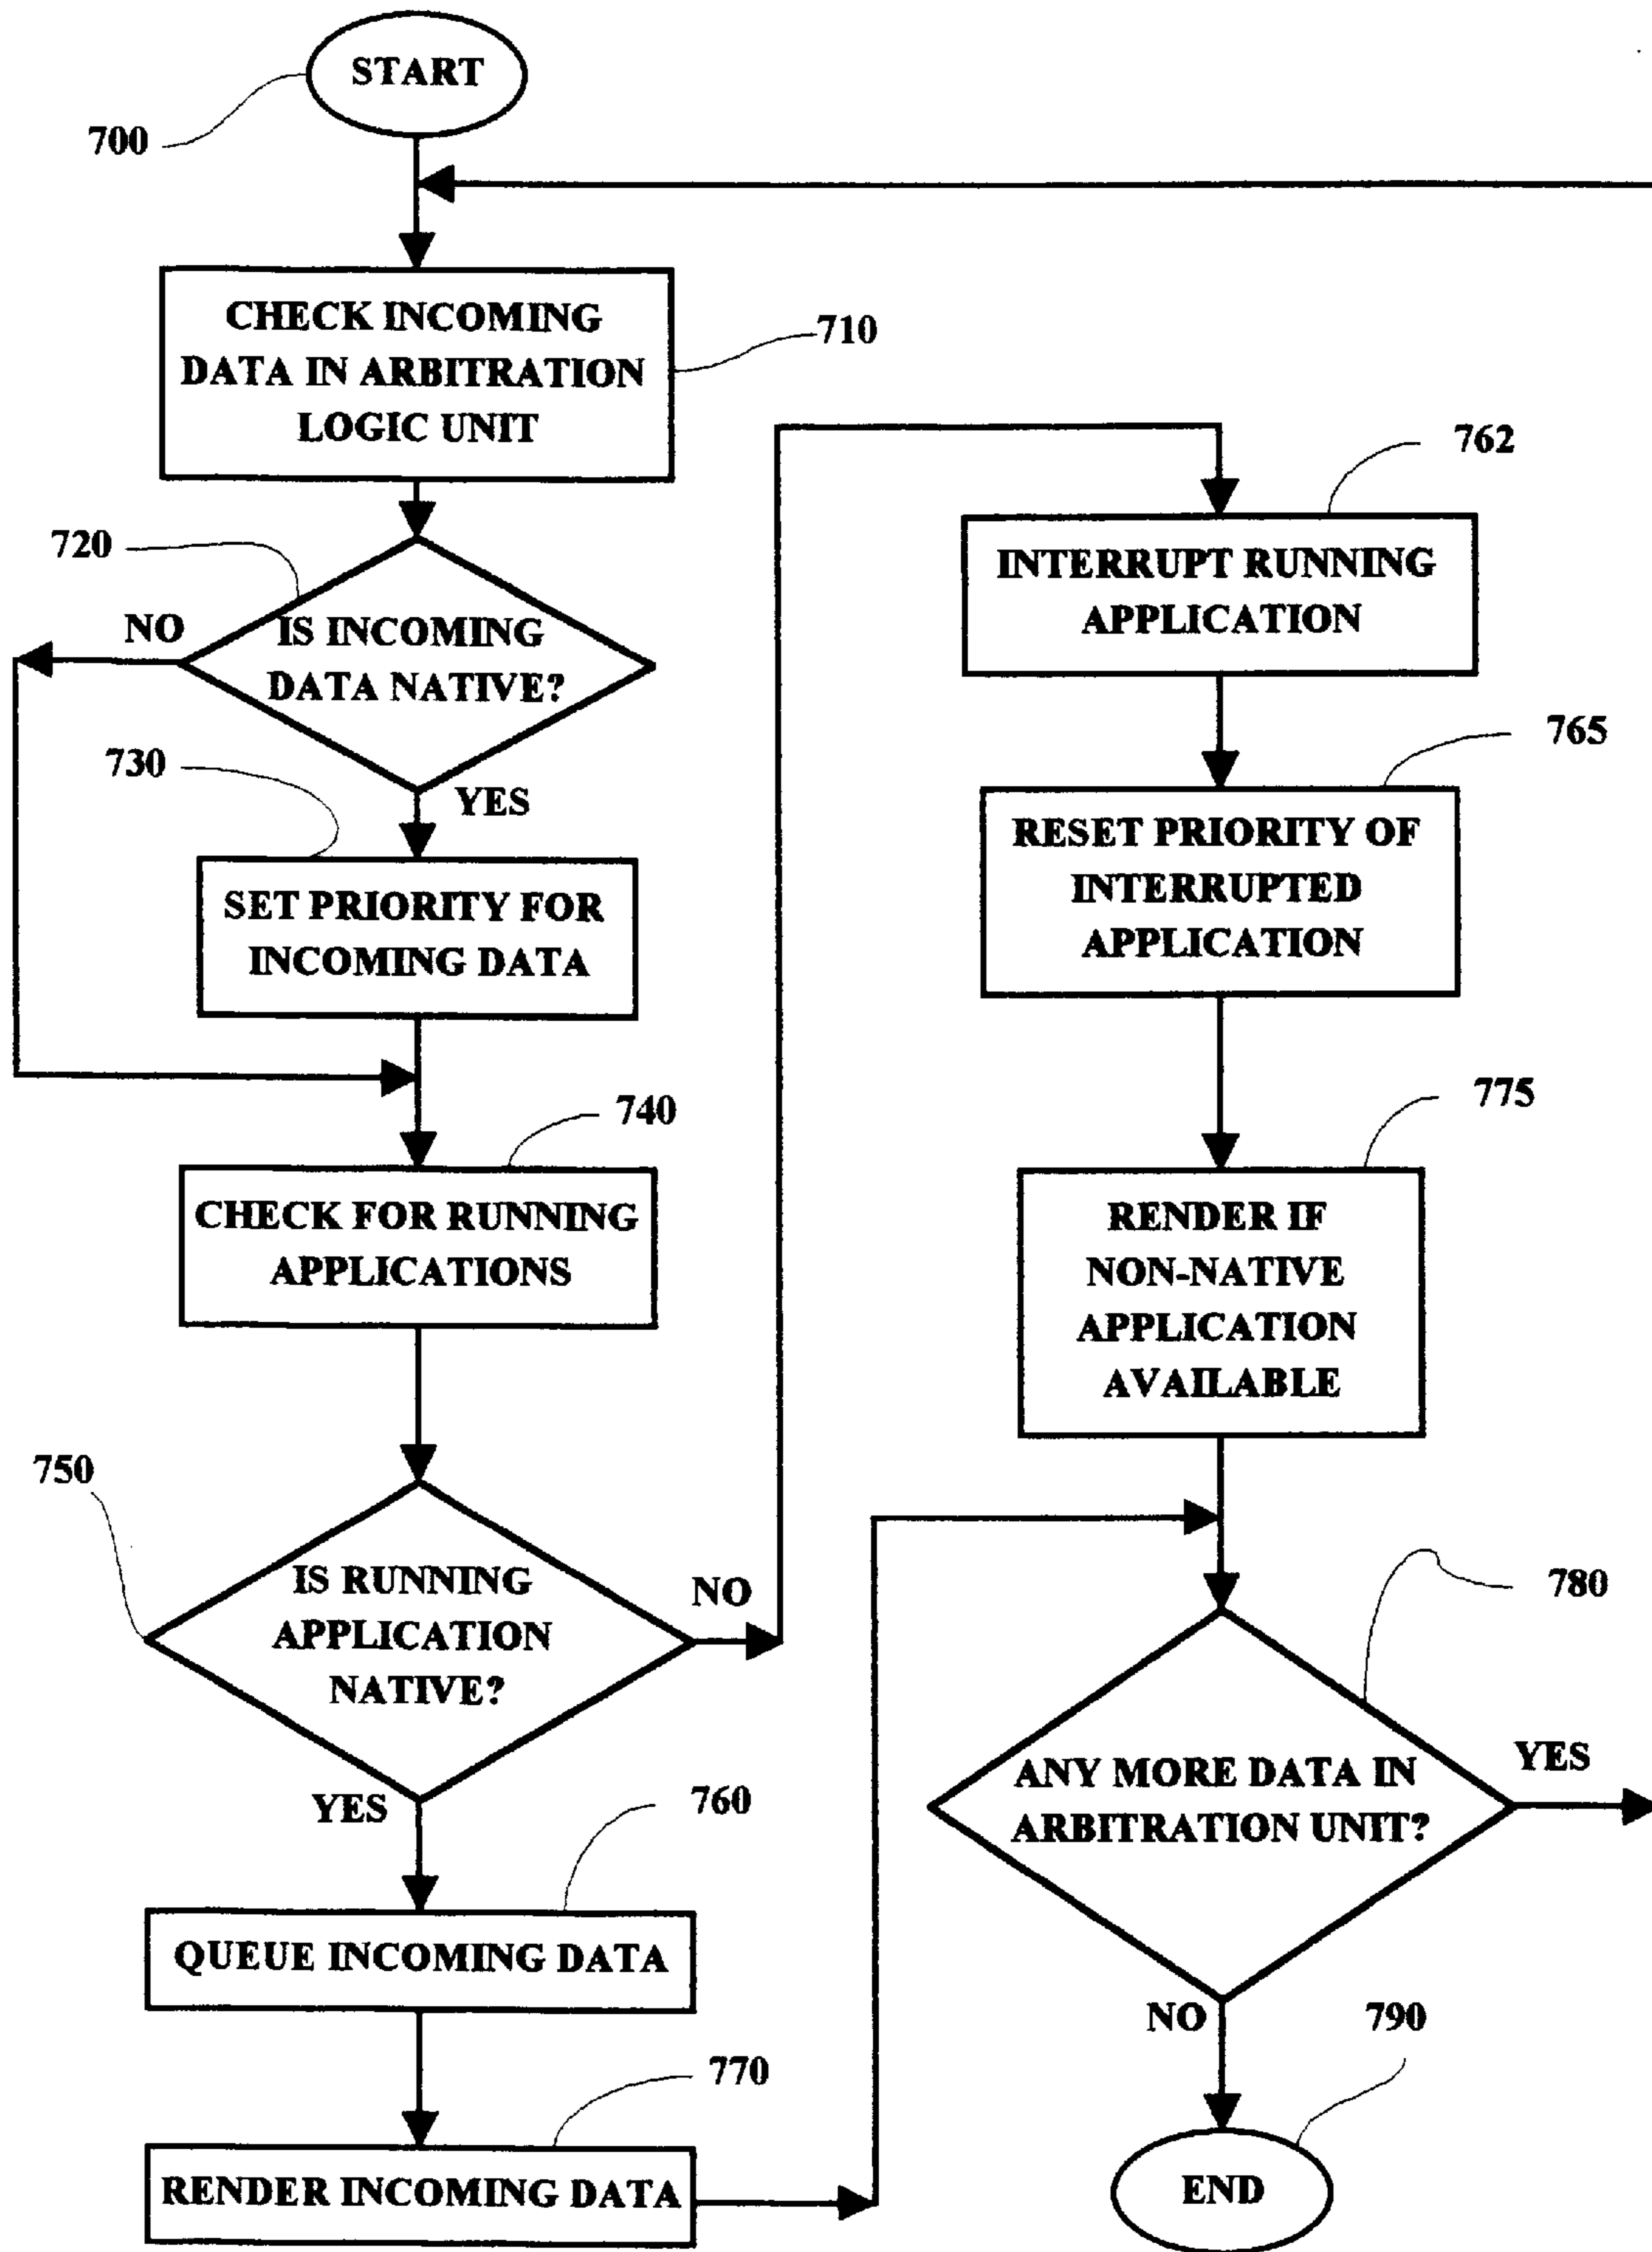 START
700
CHECK INCOMING
DATA IN ARBITRATION
LOGIC UNIT
710
720
NO
IS INCOMING
DATA NATIVE?
YES
730
SET PRIORITY FOR
INCOMING DATA
740
CHECK FOR RUNNING
APPLICATIONS
750
IS RUNNING
APPLICATION
NATIVE?
NO
YES
760
QUEUE INCOMING DATA
770
RENDER INCOMING DATA
762
INTERRUPT RUNNING
APPLICATION
765
RESET PRIORITY OF
INTERRUPTED
APPLICATION
775
RENDER IF
NON-NATIVE
APPLICATION
AVAILABLE
780
ANY MORE DATA IN
ARBITRATION UNIT?
YES
NO
790
END